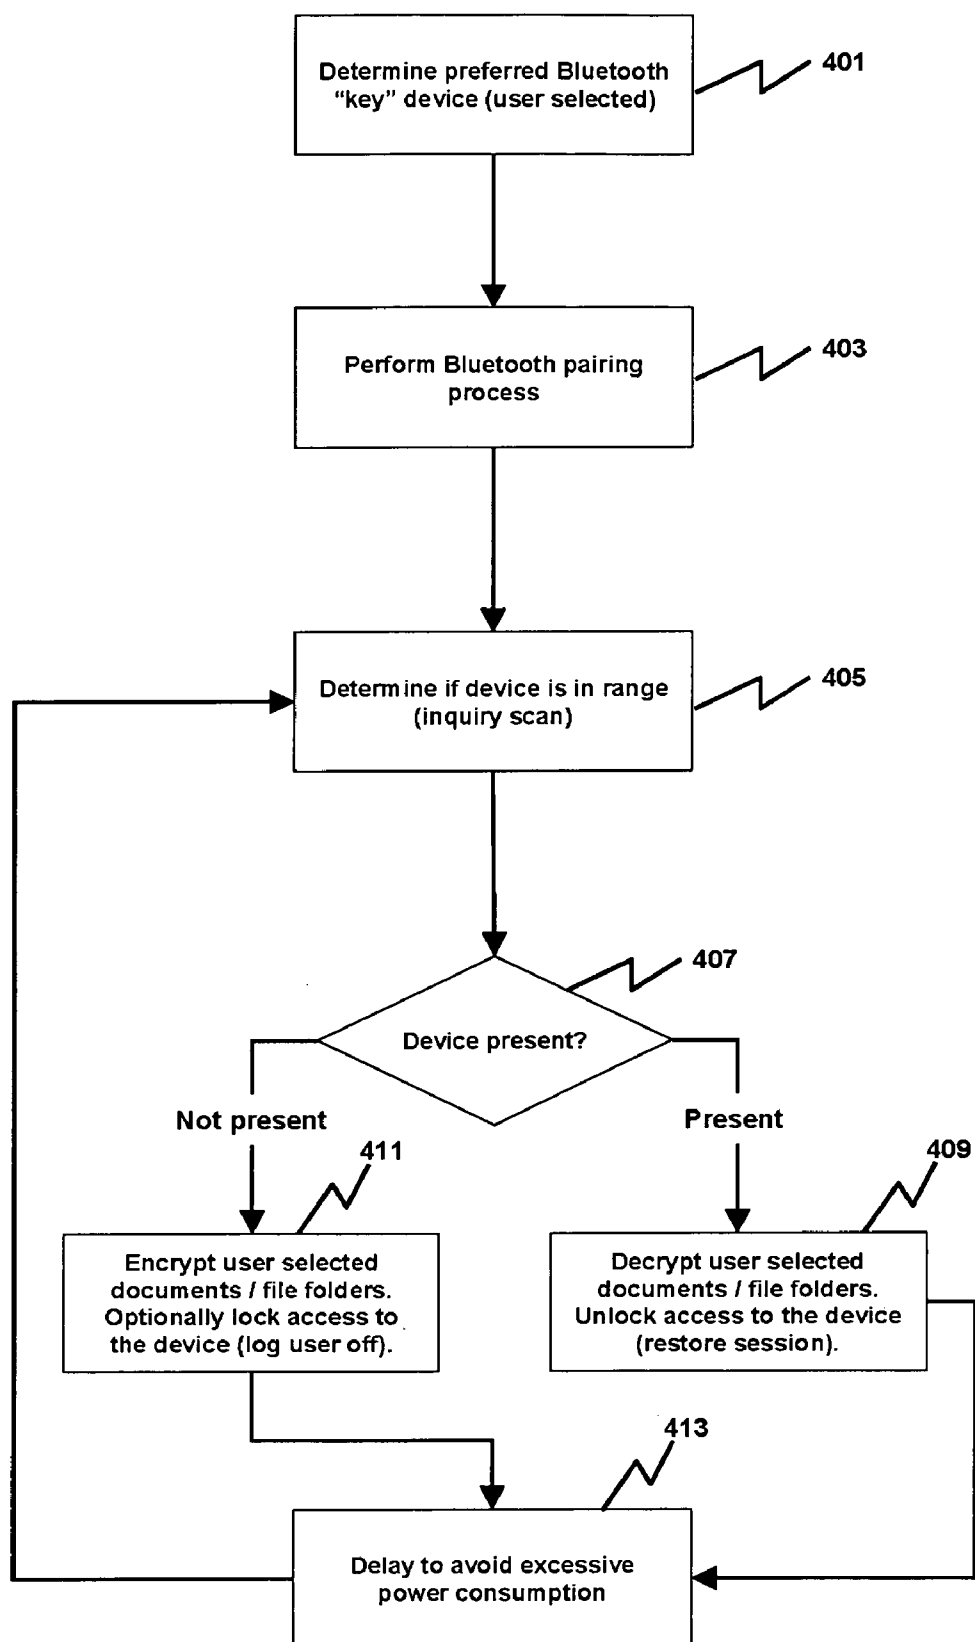 Determine preferred Bluetooth
“key” device (user selected)
401
Perform Bluetooth pairing
process
403
Determine if device is in range
(inquiry scan)
405
407
Device present?
Not present
Present
411
409
Encrypt user selected
documents / file folders.
Optionally lock access to
the device (log user off).
Decrypt user selected
documents / file folders.
Unlock access to the device
(restore session).
413
Delay to avoid excessive
power consumption